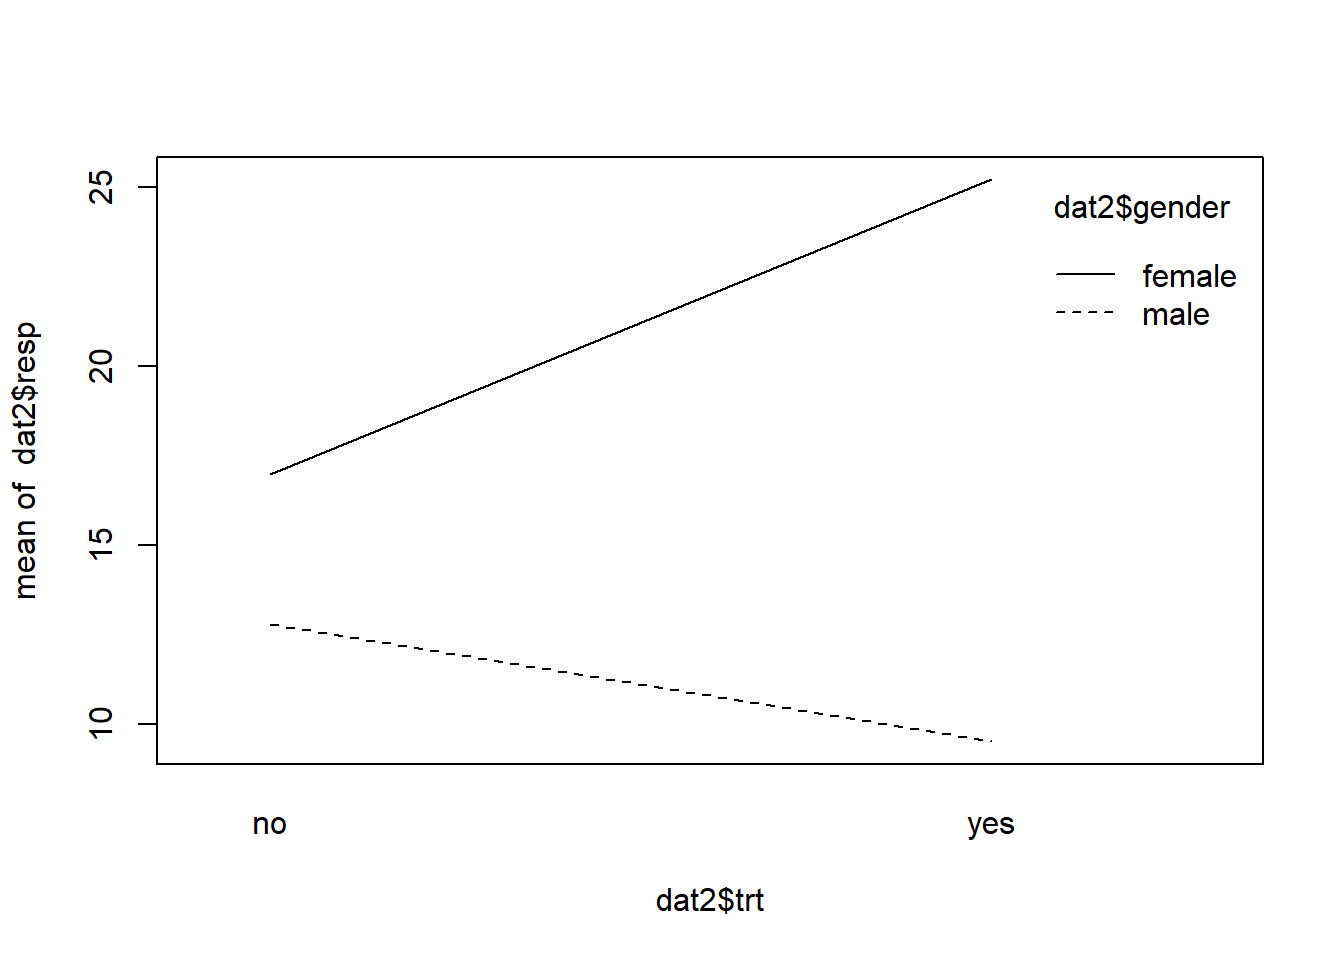 mean of  dat2$resp
25
20
15
10
dat2$gender
female
male
no
yes
dat2$trt